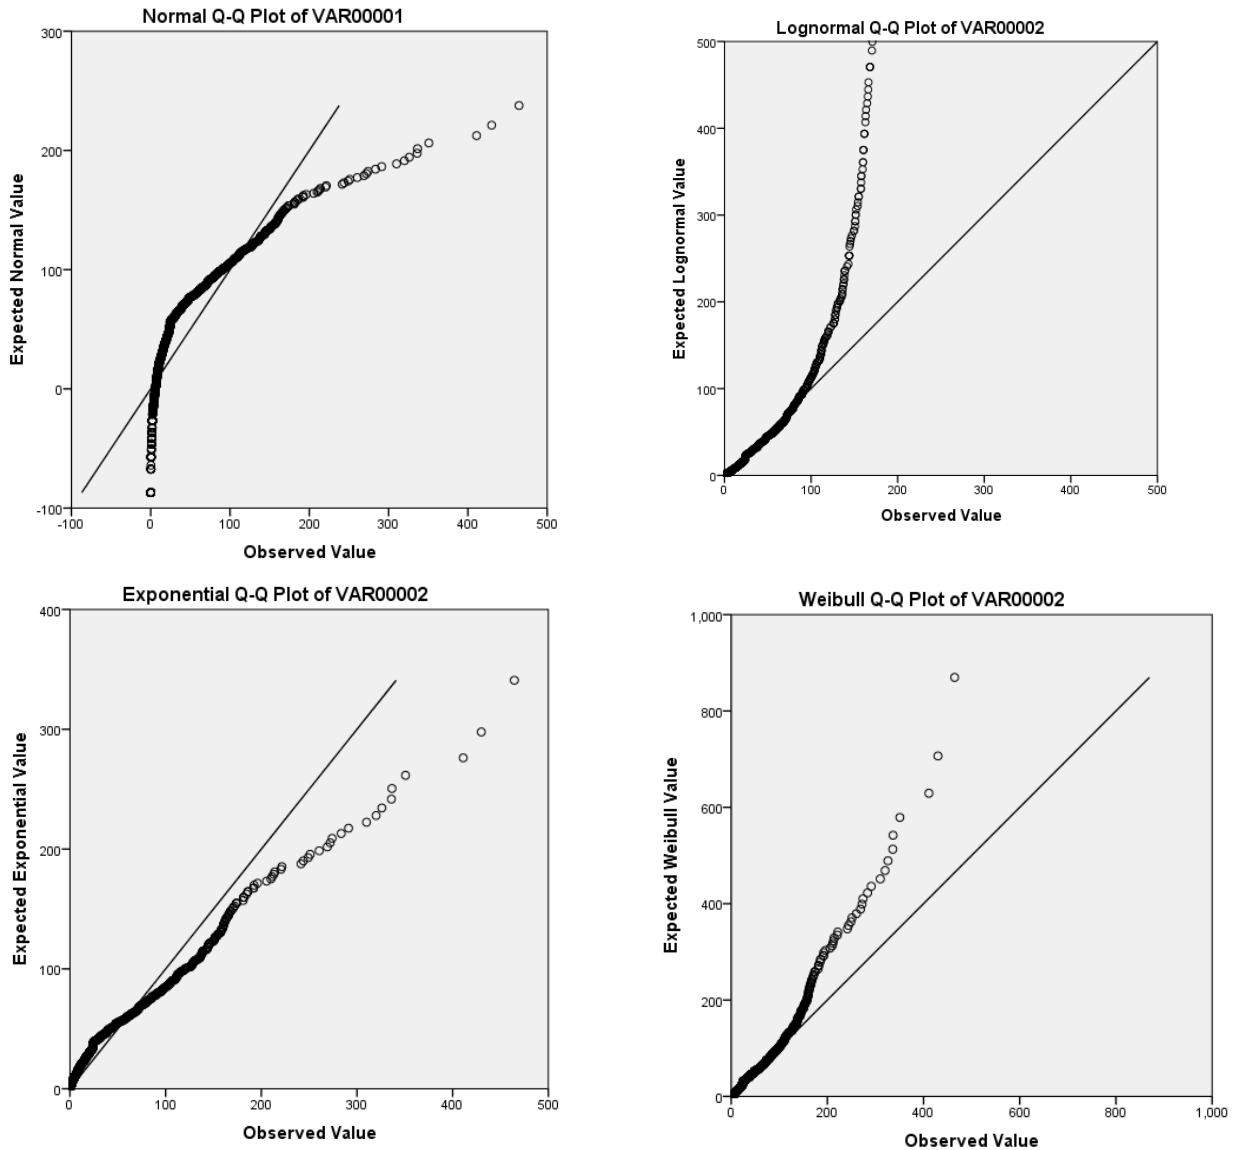 Normal Q-Q Plot of VAR00001
300
200
100
0
-100
-100 0 100 200 300 400 500
Expected Normal Value
Observed Value
Lognormal Q-Q Plot of VAR00002
500
400
300
200
100
0
0 100 200 300 400 500
Expected Lognormal Value
Observed Value
Exponential Q-Q Plot of VAR00002
400
300
200
100
0
0 100 200 300 400 500
Expected Exponential Value
Observed Value
Weibull Q-Q Plot of VAR00002
1,000
800
600
400
200
0
0 200 400 600 800 1,000
Expected Weibull Value
Observed Value